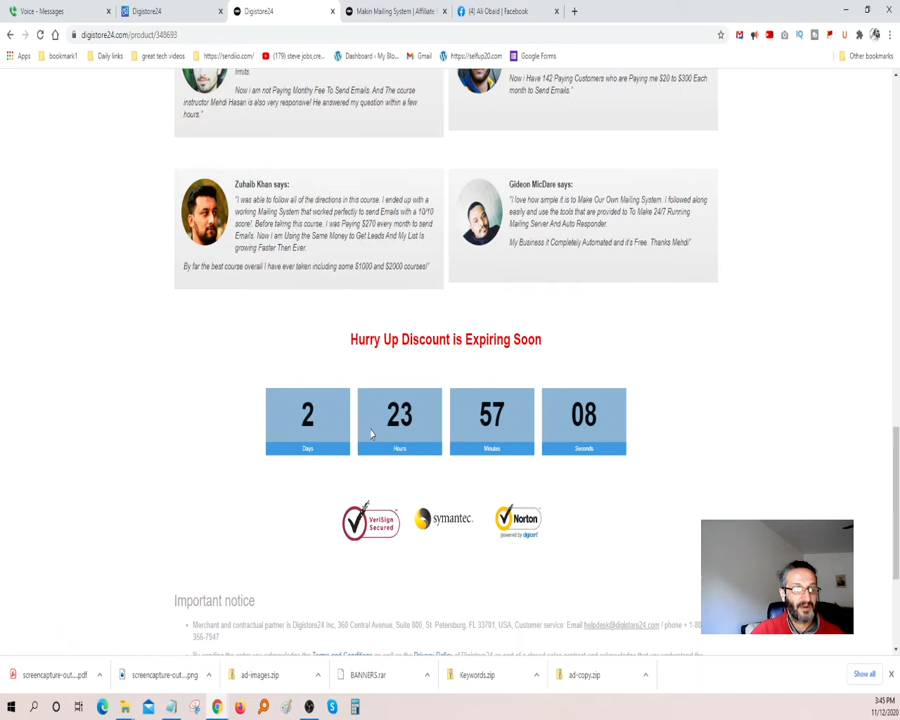 Voice - Messages
Digistore24
Digistore24
Makin Mailing System | Affiliate
(4) Ali Obaid | Facebook
digistore24.com/product/348693
Apps
bookmark1
Daily links
great tech videos
https://sendiio.com/
(179) steve jobs,cre...
Dashboard ‹ My Blo...
Gmail
https://selfup20.com
Google Forms
Other bookmarks
limits.
Now i am not Paying Monthy Fee To Send Emails. And The course
instructor Mehdi Hasan is also very responsive! He answered my question within a few
hours."
Now i Have 142 Paying Customers who are Paying me $20 to $300 Each
month to Send Emails."
Zuhaib Khan says:
"I was able to follow all of the directions in this course. I ended up with a
working Mailing System that worked perfectly to send Emails with a 10/10
score'. Before taking this course, I was Paying $270 every month to send
Emails. Now i am Using the Same Money to Get Leads And My List is
growing Faster Then Ever.
By far the best course overall I have ever taken including some $1000 and $2000 courses!"
Gideon MicDare says:
"I love how simple it is to Make Our Own Mailing System. I followed along
easily and use the tools that are provided to To Make 24/7 Running
Mailing Server And Auto Responder.
My Business It Completely Automated and it's Free. Thanks Mehdi"
Hurry Up Discount is Expiring Soon
2
23
57
08
Days
Hours
Minutes
Seconds
VeriSign
Secured
symantec.
Norton
powered by digicert
Important notice
Merchant and contractual partner is Digistore24 Inc, 360 Central Avenue, Suite 800, St. Petersburg, FL 33701, USA, Customer service: Email helpdesk@digistore24.com / phone + 1-80
356-7947
screencapture-out....pdf
screencapture-out....png
ad-images.zip
BANNERS.rar
Keywords.zip
ad-copy.zip
Show all
3:45 PM
11/12/2020